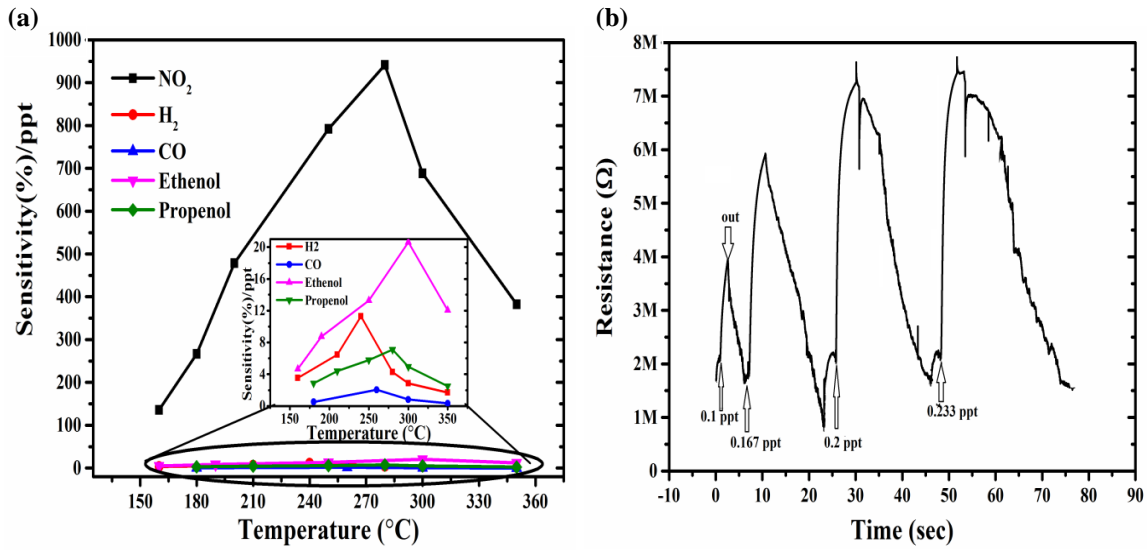 (a)
Sensitivity(%)/ppt
1000
900
800
700
600
500
400
300
200
100
0
NO₂
H₂
CO
Ethenol
Propenol
Sensitivity(%)/ppt
20
16
12
8
4
0
H2
CO
Ethenol
Propenol
150 200 250 300 350
Temperature (°C)
150 180 210 240 270 300 330 360
Temperature (°C)
(b)
Resistance (Ω)
8M
7M
6M
5M
4M
3M
2M
1M
0
out
0.1 ppt
0.167 ppt
0.2 ppt
0.233 ppt
-10 0 10 20 30 40 50 60 70 80 90
Time (sec)